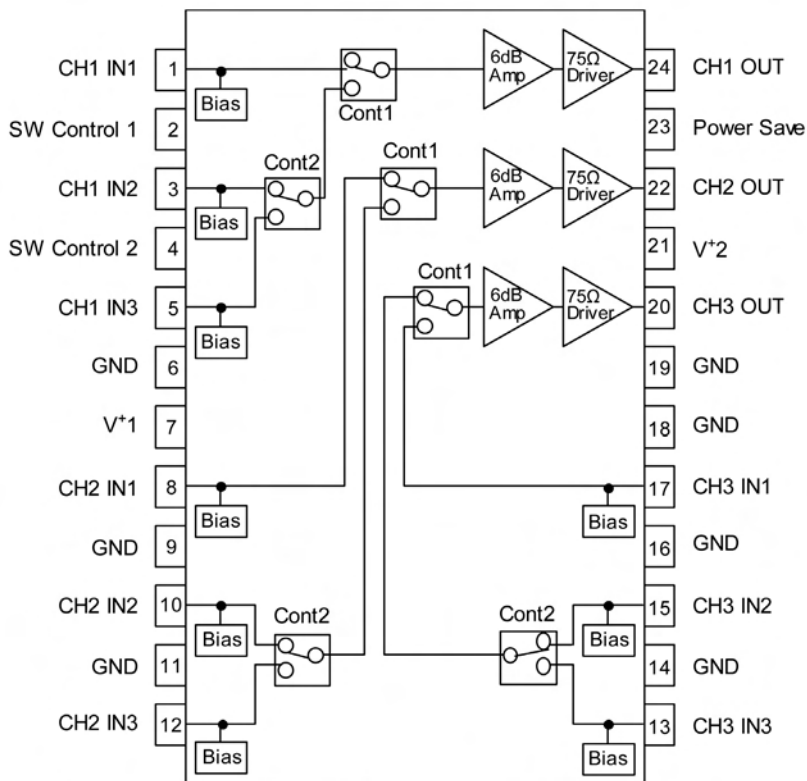 CH1 IN1 1 6dB Amp 75Ω Driver 24 CH1 OUT
Bias Cont1
SW Control 1 2 23 Power Save
Cont2 Cont1
CH1 IN2 3 6dB Amp 75Ω Driver 22 CH2 OUT
Bias
SW Control 2 4 21 V+2
Cont1
CH1 IN3 5 6dB Amp 75Ω Driver 20 CH3 OUT
Bias
GND 6 19 GND
V+1 7 18 GND
CH2 IN1 8 17 CH3 IN1
Bias Bias
GND 9 16 GND
CH2 IN2 10 Cont2 Cont2 15 CH3 IN2
Bias Bias
GND 11 14 GND
CH2 IN3 12 13 CH3 IN3
Bias Bias